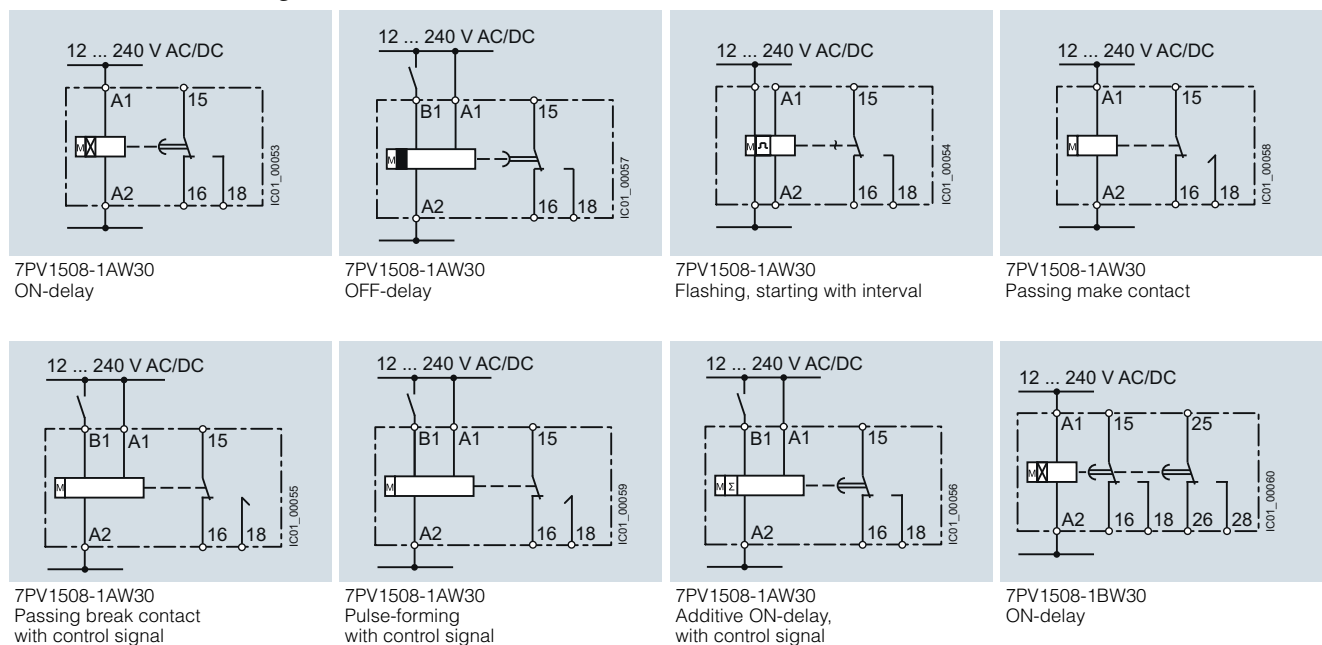 12 ... 240 V AC/DC
A1
15
M
A2
16
18
IC01_00053
7PV1508-1AW30
ON-delay
12 ... 240 V AC/DC
B1
A1
15
M
A2
16
18
IC01_00057
7PV1508-1AW30
OFF-delay
12 ... 240 V AC/DC
A1
15
M
A2
16
18
IC01_00054
7PV1508-1AW30
Flashing, starting with interval
12 ... 240 V AC/DC
A1
15
M
A2
16
18
IC01_00058
7PV1508-1AW30
Passing make contact
12 ... 240 V AC/DC
B1
A1
15
M
A2
16
18
IC01_00055
7PV1508-1AW30
Passing break contact
with control signal
12 ... 240 V AC/DC
B1
A1
15
M
A2
16
18
IC01_00059
7PV1508-1AW30
Pulse-forming
with control signal
12 ... 240 V AC/DC
B1
A1
15
M
Σ
A2
16
18
IC01_00056
7PV1508-1AW30
Additive ON-delay,
with control signal
12 ... 240 V AC/DC
A1
15
25
M
A2
16
18
26
28
IC01_00060
7PV1508-1BW30
ON-delay